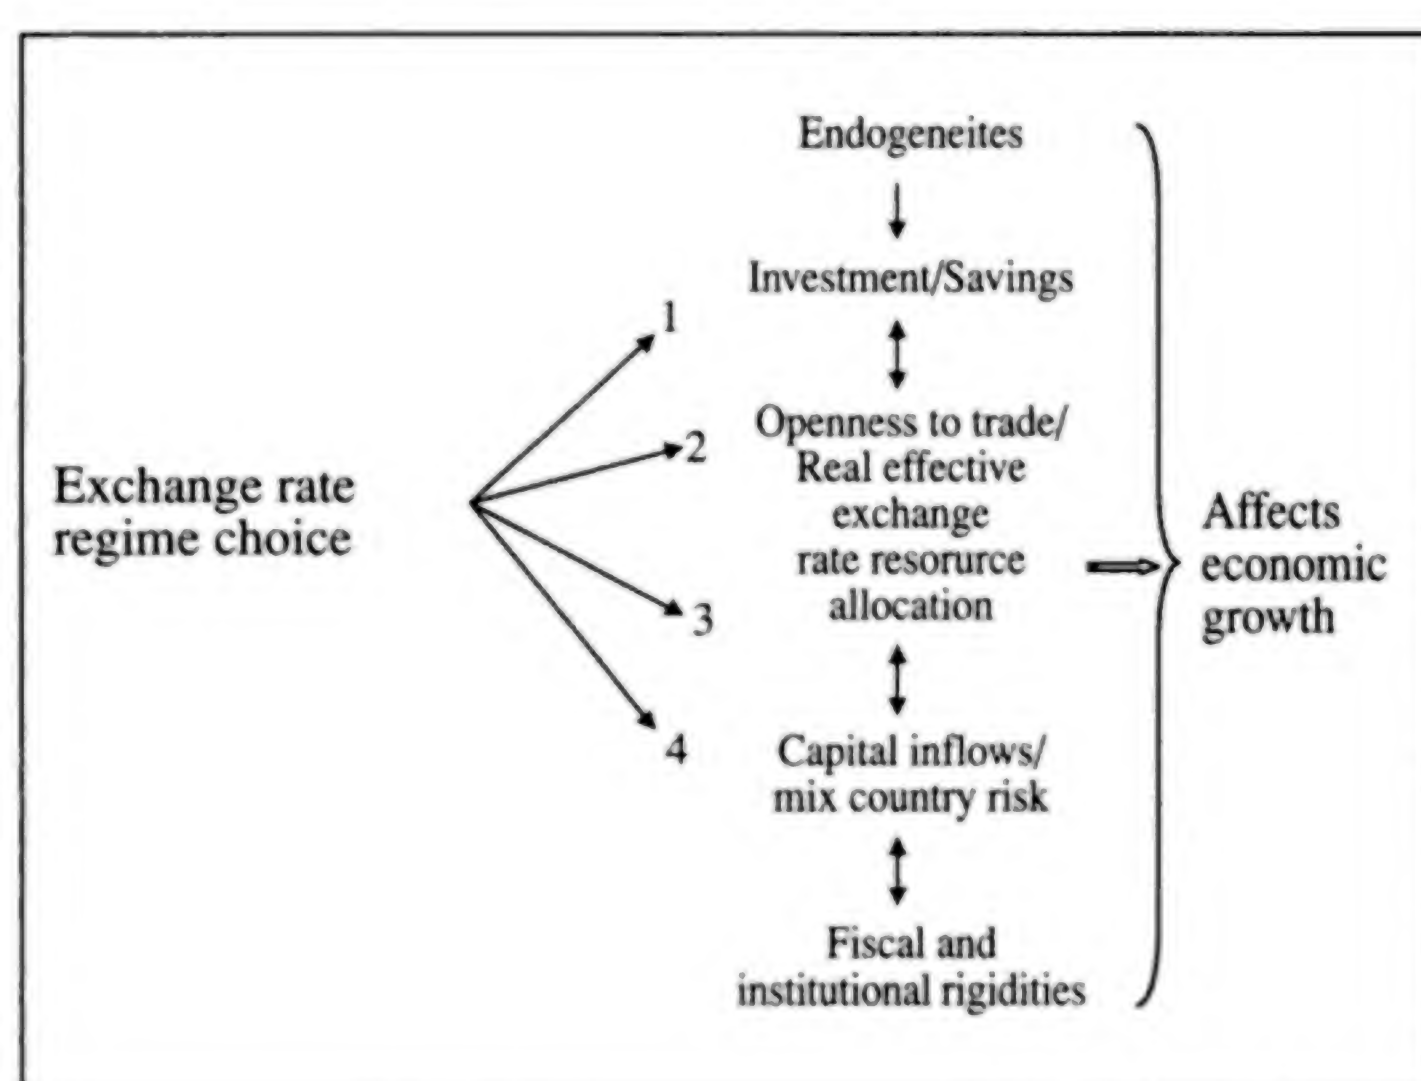 Exchange rate
regime choice
1
2
3
4
Endogeneites
Investment/Savings
Openness to trade/
Real effective
exchange
rate resorurce
allocation
Capital inflows/
mix country risk
Fiscal and
institutional rigidities
Affects
economic
growth